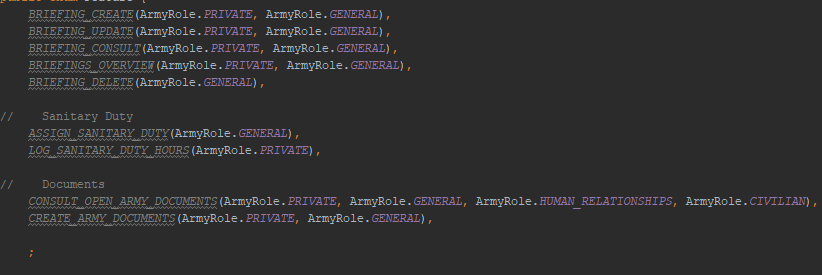 BRIEFING_CREATE(ArmyRole.PRIVATE, ArmyRole.GENERAL),
BRIEFING_UPDATE(ArmyRole.PRIVATE, ArmyRole.GENERAL),
BRIEFING_CONSULT(ArmyRole.PRIVATE, ArmyRole.GENERAL),
BRIEFINGS_OVERVIEW(ArmyRole.PRIVATE, ArmyRole.GENERAL),
BRIEFING_DELETE(ArmyRole.GENERAL),
// Sanitary Duty
ASSIGN_SANITARY_DUTY(ArmyRole.GENERAL),
LOG_SANITARY_DUTY_HOURS(ArmyRole.PRIVATE),
// Documents
CONSULT_OPEN_ARMY_DOCUMENTS(ArmyRole.PRIVATE, ArmyRole.GENERAL, ArmyRole.HUMAN_RELATIONSHIPS, ArmyRole.CIVILIAN),
CREATE_ARMY_DOCUMENTS(ArmyRole.PRIVATE, ArmyRole.GENERAL),
;